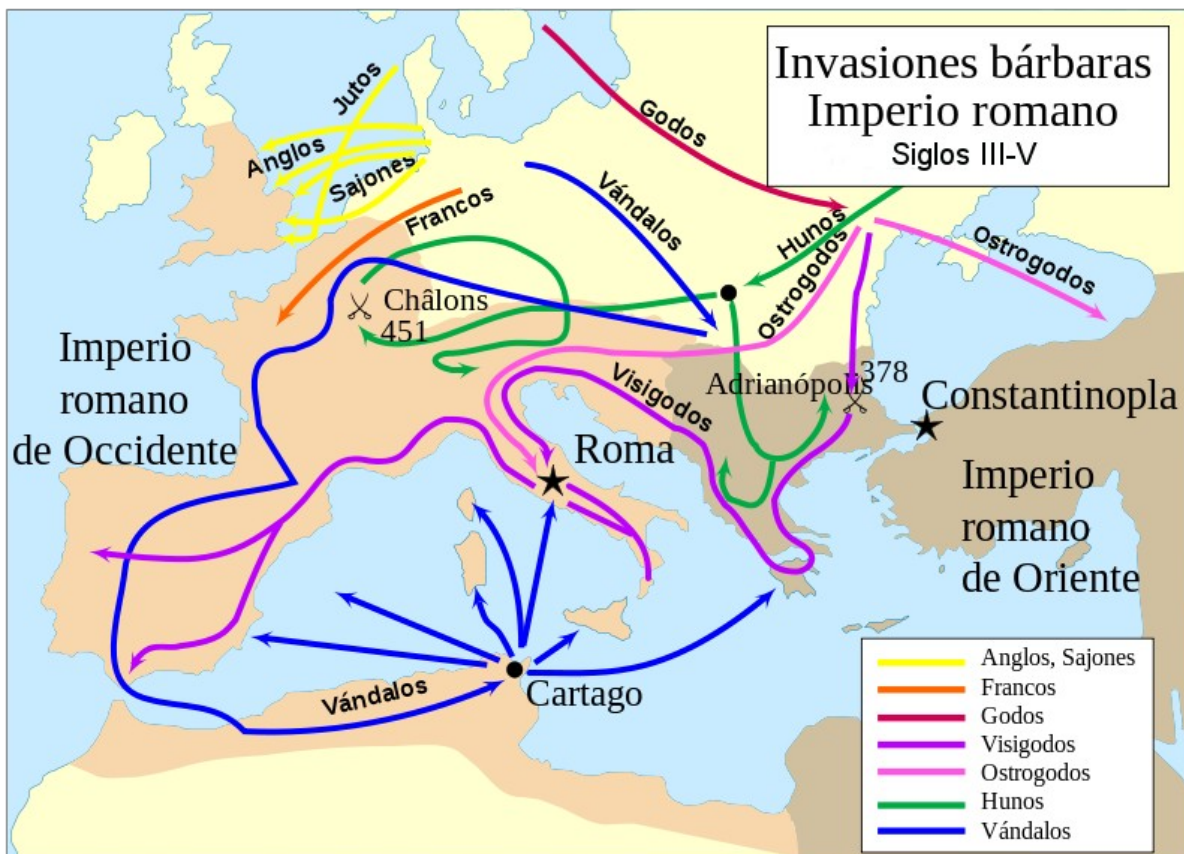 Invasiones bárbaras
Imperio romano
Siglos III-V
Jutos
Anglos
Sajones
Francos
Godos
Vándalos
Hunos
Ostrogodos
Ostrogodos
Châlons
451
Imperio
romano
de Occidente
Visigodos
Adrianópolis
378
Constantinopla
Roma
Imperio
romano
de Oriente
Vándalos
Cartago
Anglos, Sajones
Francos
Godos
Visigodos
Ostrogodos
Hunos
Vándalos